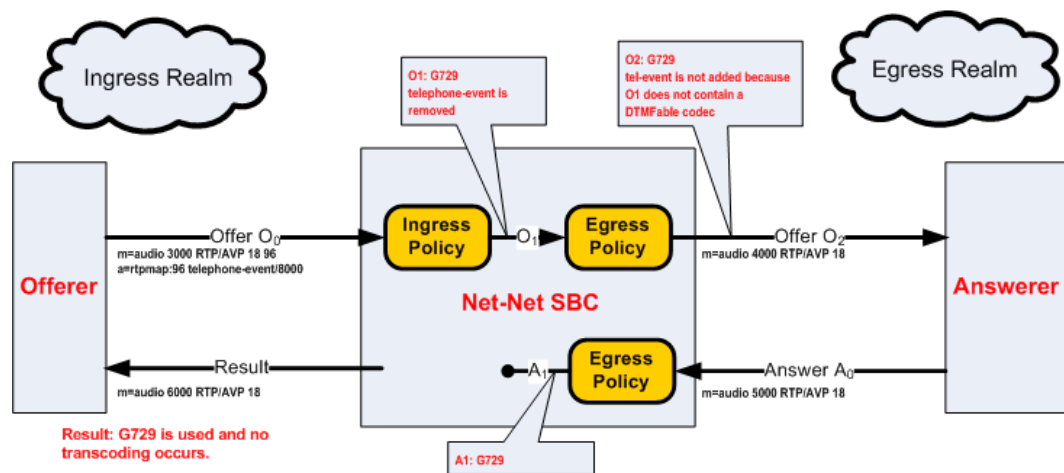 Ingress Realm
Egress Realm
O1: G729
telephone-event is
removed
O2: G729
tel-event is not added because
O1 does not contain a
DTMFable codec
Offerer
Offer O0
m=audio 3000 RTP/AVP 18 96
a=rtpmap:96 telephone-event/8000
Ingress
Policy
O1
Egress
Policy
Offer O2
m=audio 4000 RTP/AVP 18
Net-Net SBC
Answerer
Result
m=audio 6000 RTP/AVP 18
A1
Egress
Policy
Answer A0
m=audio 5000 RTP/AVP 18
Result: G729 is used and no
transcoding occurs.
A1: G729